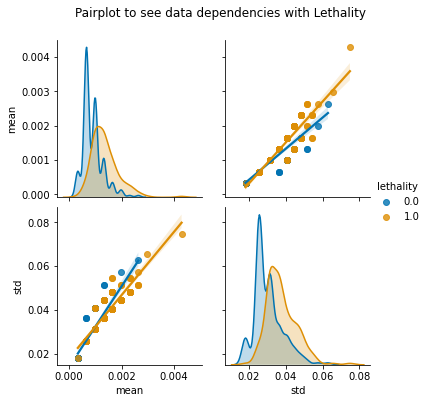 Pairplot to see data dependencies with Lethality
0.004
0.003
0.002
0.001
0.000
mean
lethality
0.0
1.0
0.08
0.06
0.04
0.02
std
0.000 0.002 0.004
mean
0.02 0.04 0.06 0.08
std